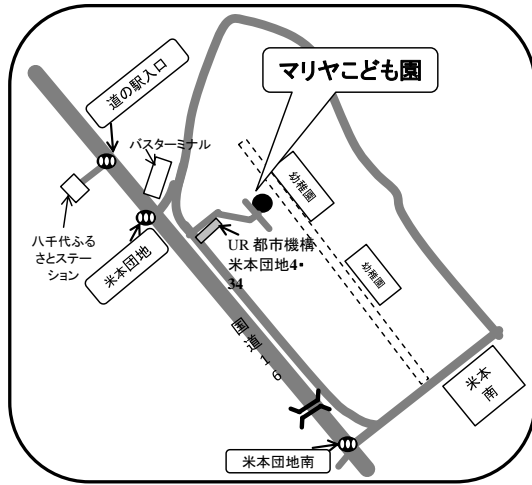 マリヤこども園
道の駅入口
バスターミナル
幼稚園
八千代ふる
さとステー
ション
米本団地
UR 都市機構
米本団地4・
34
幼稚園
国道16
米本
南
米本団地南